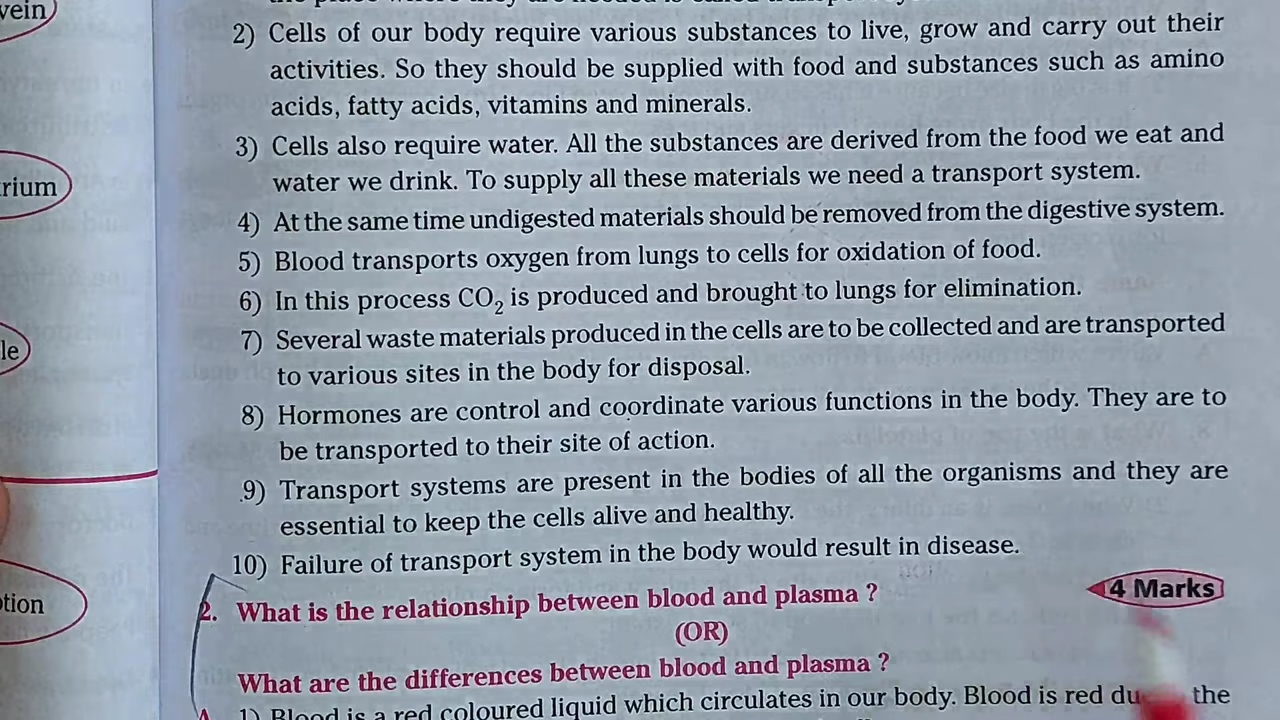 vein
2) Cells of our body require various substances to live, grow and carry out their
activities. So they should be supplied with food and substances such as amino
acids, fatty acids, vitamins and minerals.
3) Cells also require water. All the substances are derived from the food we eat and
rium
water we drink. To supply all these materials we need a transport system.
4) At the same time undigested materials should be removed from the digestive system.
5) Blood transports oxygen from lungs to cells for oxidation of food.
6) In this process CO₂ is produced and brought to lungs for elimination.
7) Several waste materials produced in the cells are to be collected and are transported
le
to various sites in the body for disposal.
8) Hormones are control and coordinate various functions in the body. They are to
be transported to their site of action.
9) Transport systems are present in the bodies of all the organisms and they are
essential to keep the cells alive and healthy.
10) Failure of transport system in the body would result in disease.
otion
2. What is the relationship between blood and plasma ? 4 Marks
(OR)
What are the differences between blood and plasma ?
A 1) Blood is a red coloured liquid which circulates in our body. Blood is red the